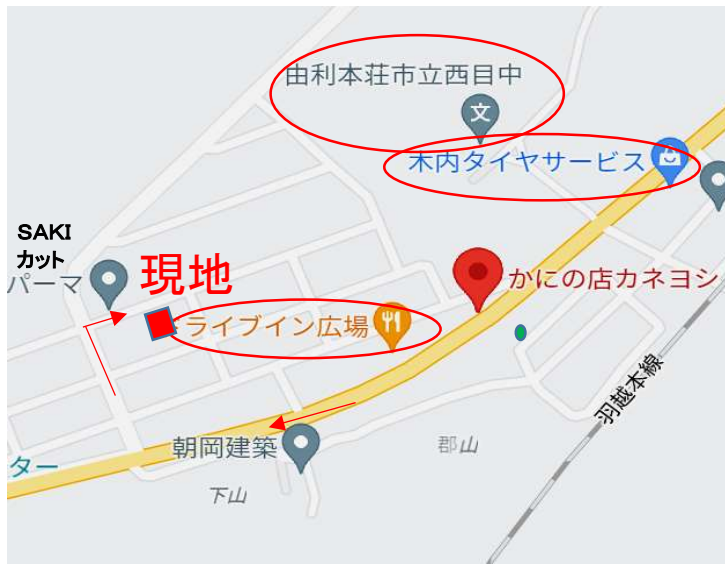 由利本荘市立西目中
文
木内タイヤサービス
SAKI
カット
パーマ
現地
かにの店カネヨシ
ライブイン広場
羽越本線
朝岡建築
郡山
ター
下山